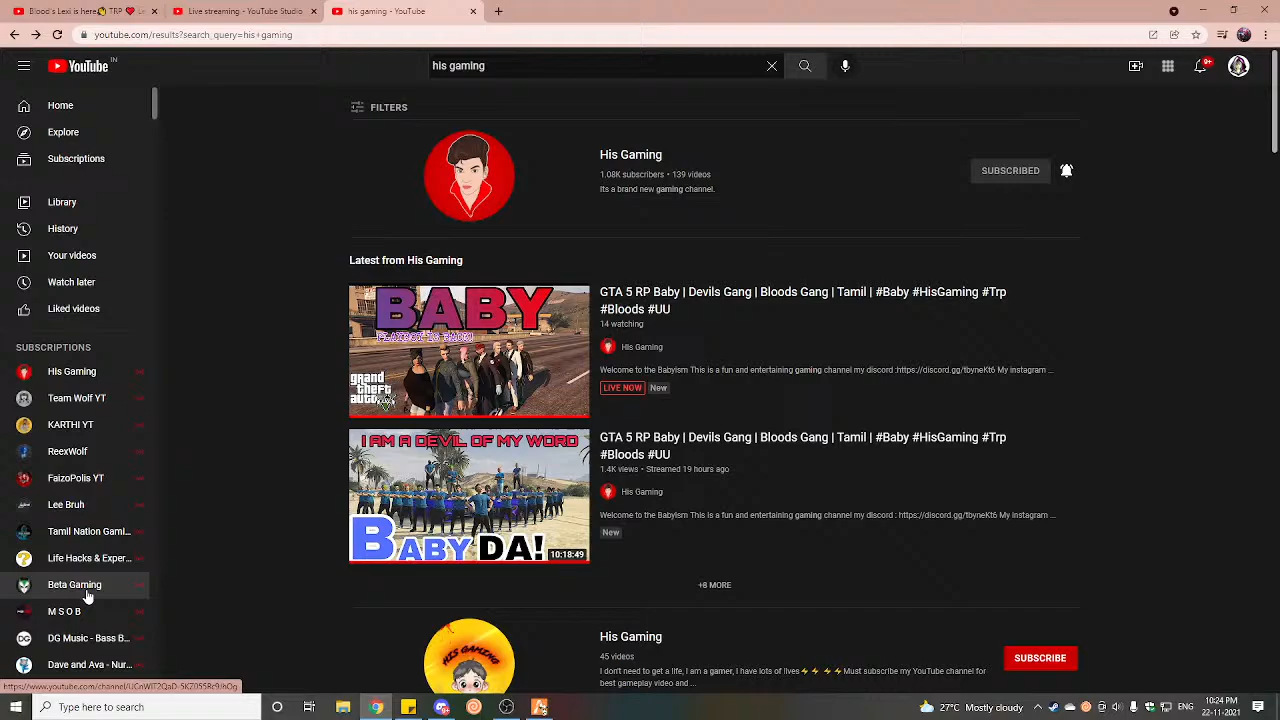 Blood's Lexi is here TRP
Live streaming - YouTube Studio
his gaming - YouTube
youtube.com/results?search_query=his+gaming
YouTube IN
his gaming
9+
Home
Explore
Subscriptions
Library
History
Your videos
Watch later
Liked videos
SUBSCRIPTIONS
His Gaming
Team Wolf YT
KARTHI YT
ReexWolf
FaizoPolis YT
Lee Bruh
Tamil Nation Gami...
Life Hacks & Exper...
Beta Gaming
M S O B
DG Music - Bass B...
Dave and Ava - Nur...
FILTERS
His Gaming
1.08K subscribers • 139 videos
Its a brand new gaming channel.
SUBSCRIBED
Latest from His Gaming
BABY
grand
theft
auto
GTA 5 RP Baby | Devils Gang | Bloods Gang | Tamil | #Baby #HisGaming #Trp
#Bloods #UU
14 watching
His Gaming
Welcome to the Babyism This is a fun and entertaining gaming channel my discord :https://discord.gg/tbyneKt6 My instagram ...
LIVE NOW New
I AM A DEVIL OF MY WORD
BABY DA!
10:18:49
GTA 5 RP Baby | Devils Gang | Bloods Gang | Tamil | #Baby #HisGaming #Trp
#Bloods #UU
1.4K views • Streamed 19 hours ago
His Gaming
Welcome to the Babyism This is a fun and entertaining gaming channel my discord : https://discord.gg/tbyneKt6 My instagram ...
New
+8 MORE
HIS GAMING
His Gaming
45 videos
I don't need to get a life, I am a gamer, I have lots of lives⚡⚡⚡⚡Must subscribe my YouTube channel for
best gameplay video and ...
SUBSCRIBE
Type here to search
27°C Mostly cloudy
ENG
10:24 PM
22-11-2021